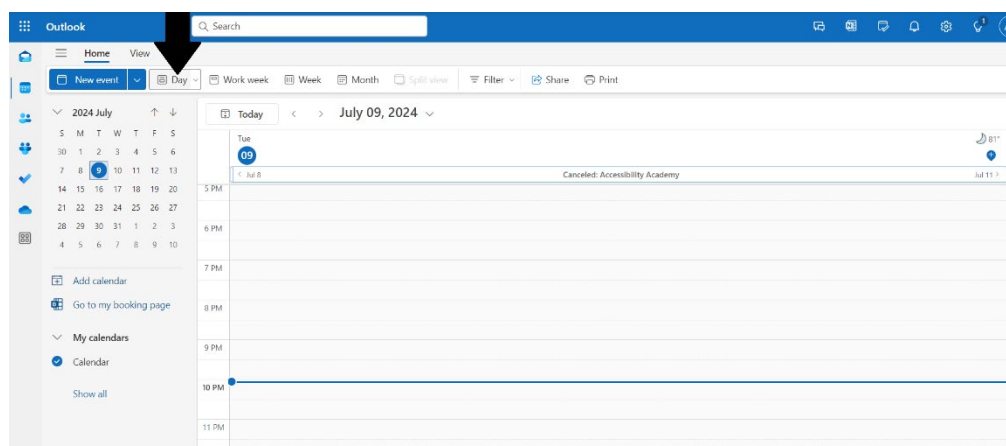 Outlook
Search
1
Home View
New event Day Work week Week Month Split view Filter Share Print
2024 July
S M T W T F S
30 1 2 3 4 5 6
7 8 9 10 11 12 13
14 15 16 17 18 19 20
21 22 23 24 25 26 27
28 29 30 31 1 2 3
4 5 6 7 8 9 10
Add calendar
Go to my booking page
My calendars
Calendar
Show all
Today July 09, 2024
Tue
81°
09
Jul 8 Canceled: Accessibility Academy Jul 11
5 PM
6 PM
7 PM
8 PM
9 PM
10 PM
11 PM